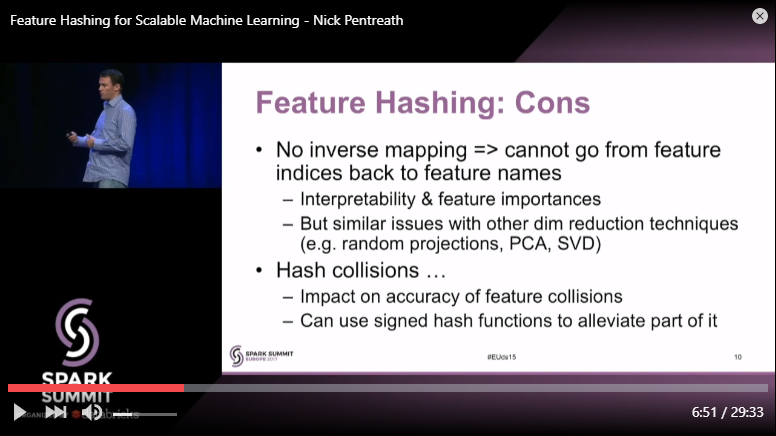 Feature Hashing for Scalable Machine Learning - Nick Pentreath
Feature Hashing: Cons
• No inverse mapping => cannot go from feature
indices back to feature names
– Interpretability & feature importances
– But similar issues with other dim reduction techniques
(e.g. random projections, PCA, SVD)
• Hash collisions …
– Impact on accuracy of feature collisions
– Can use signed hash functions to alleviate part of it
SPARK SUMMIT
EUROPE 2017
#EUds15
10
SPARK
SUMMIT
6:51 / 29:33